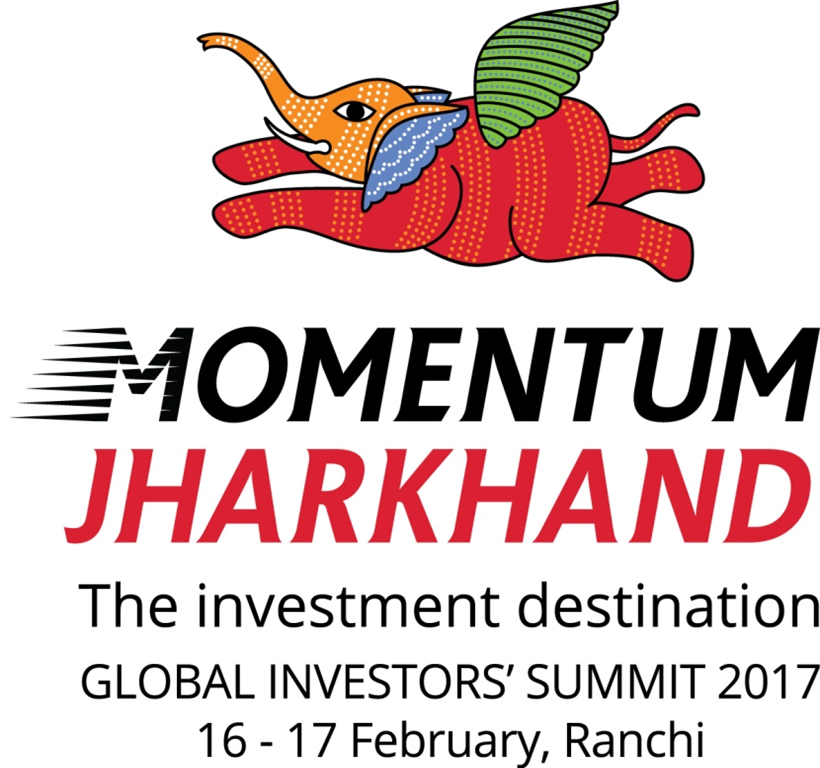 MOMENTUM
JHARKHAND
The investment destination
GLOBAL INVESTORS’ SUMMIT 2017
16 - 17 February, Ranchi